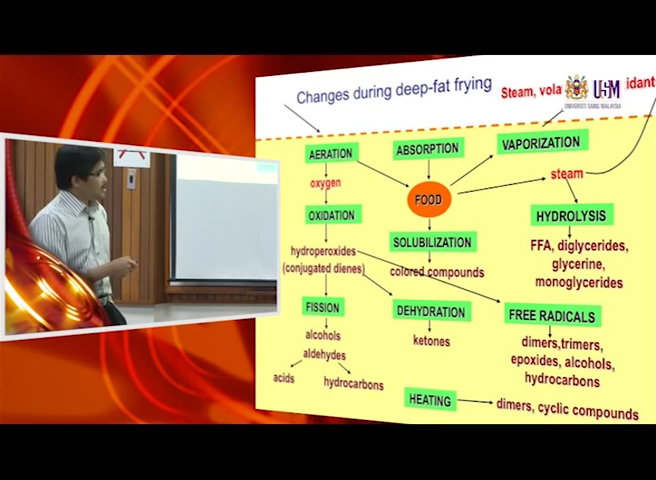 Changes during deep-fat frying
Steam, vola
idants
USM
UNIVERSITI SAINS MALAYSIA
AERATION
ABSORPTION
VAPORIZATION
oxygen
FOOD
steam
OXIDATION
HYDROLYSIS
hydroperoxides
(conjugated dienes)
SOLUBILIZATION
colored compounds
FFA, diglycerides,
glycerine,
monoglycerides
FISSION
DEHYDRATION
FREE RADICALS
alcohols
aldehydes
ketones
dimers,trimers,
epoxides, alcohols,
hydrocarbons
acids
hydrocarbons
HEATING
dimers, cyclic compounds